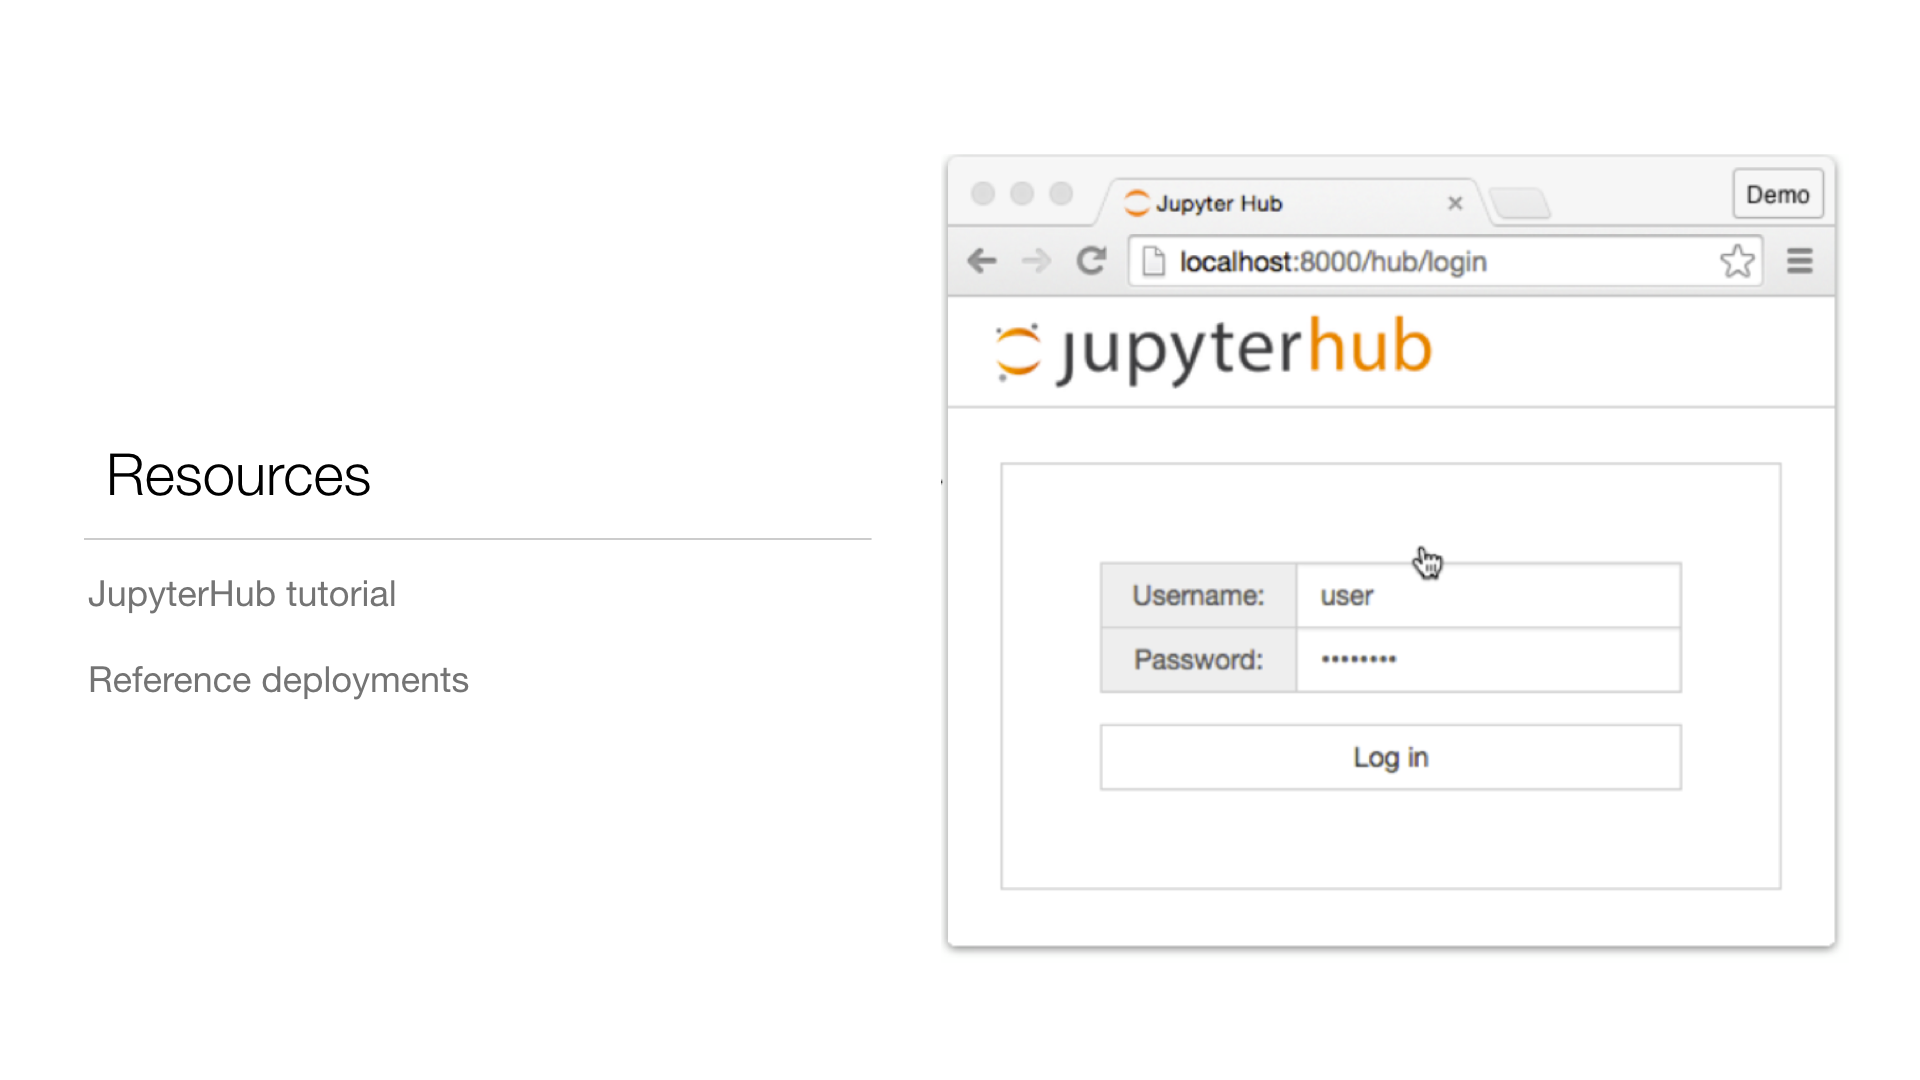 Resources
JupyterHub tutorial
Reference deployments
Jupyter Hub
Demo
localhost:8000/hub/login
jupyterhub
Username: user
Password: ••••••••
Log in